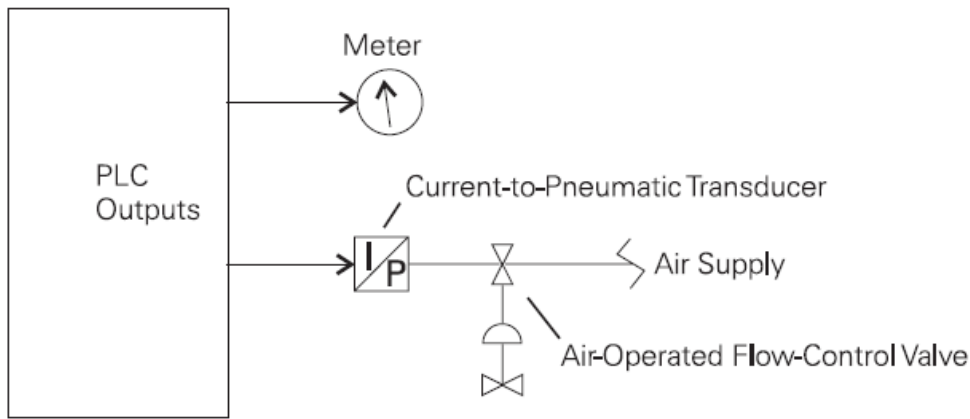 Meter
PLC
Outputs
Current-to-Pneumatic Transducer
I
P
Air Supply
Air-Operated Flow-Control Valve